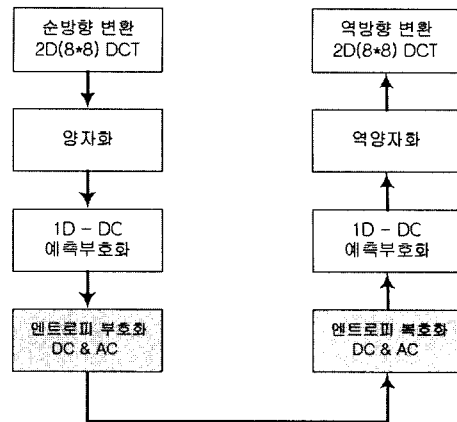 순방향 변환
2D(8*8) DCT
양자화
1D - DC
예측부호화
엔트로피 부호화
DC & AC
역방향 변환
2D(8*8) DCT
역양자화
1D - DC
예측부호화
엔트로피 복호화
DC & AC